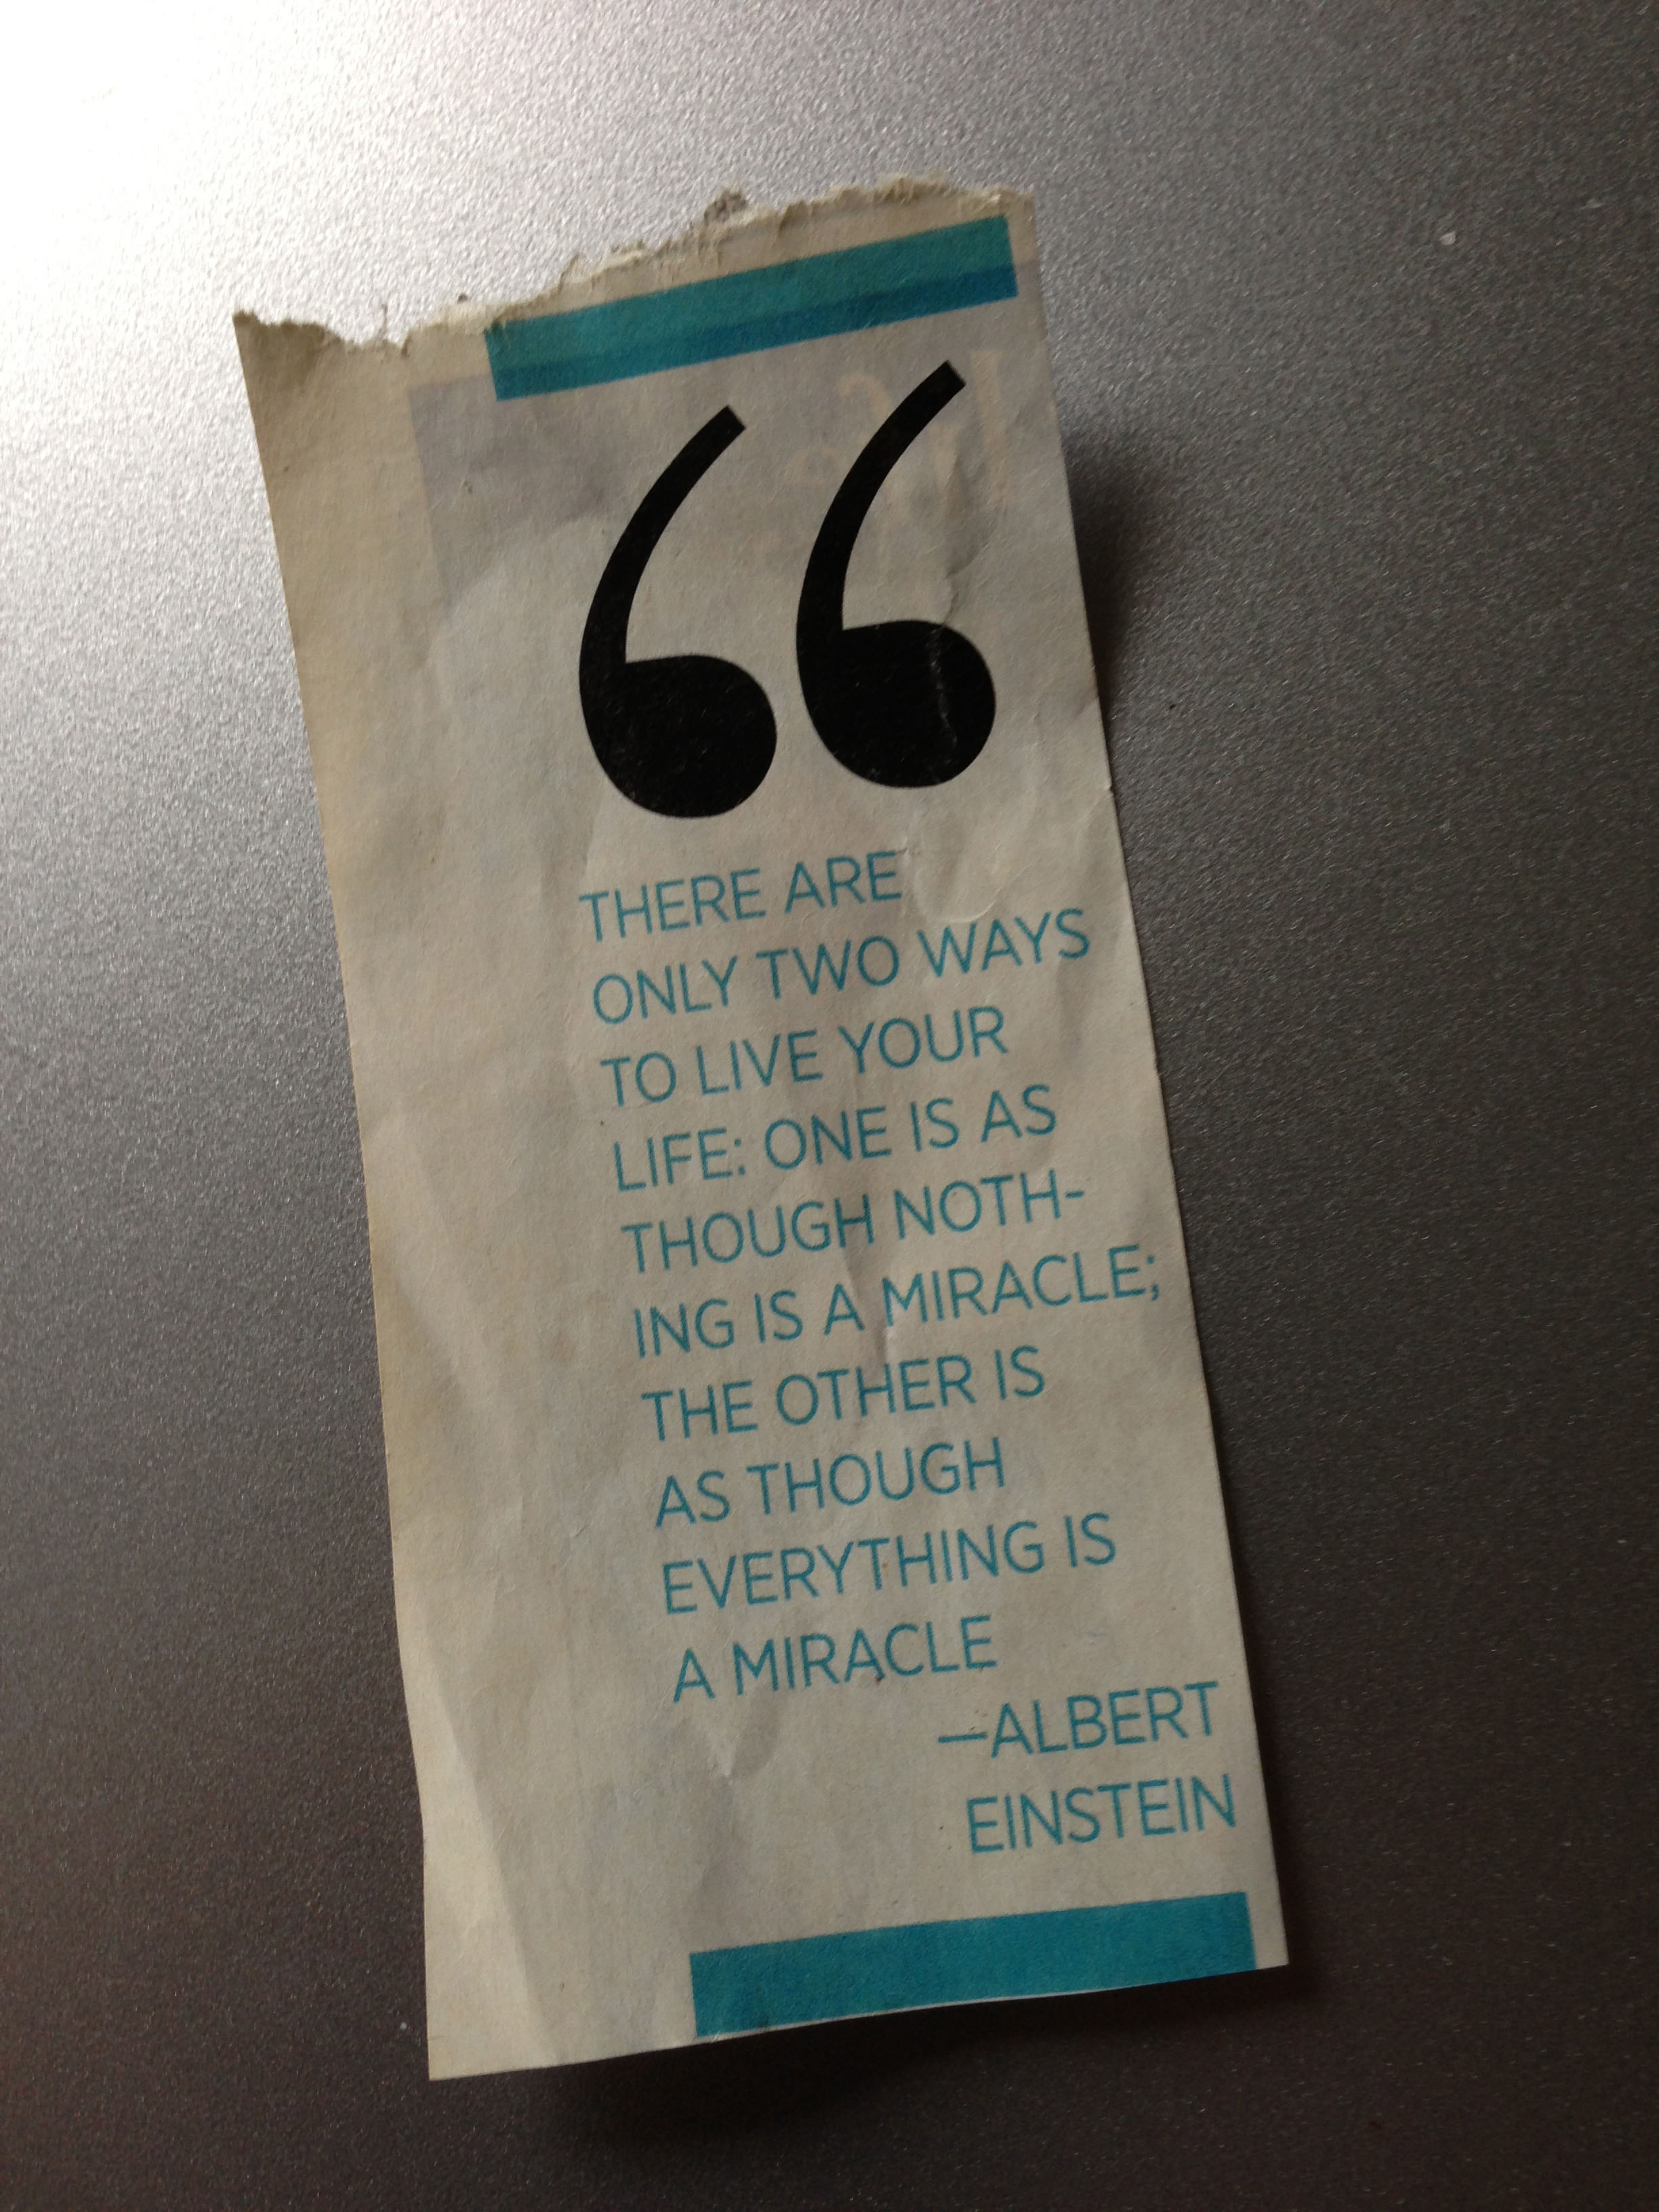 “
THERE ARE
ONLY TWO WAYS
TO LIVE YOUR
LIFE: ONE IS AS
THOUGH NOTH-
ING IS A MIRACLE;
THE OTHER IS
AS THOUGH
EVERYTHING IS
A MIRACLE
—ALBERT
EINSTEIN